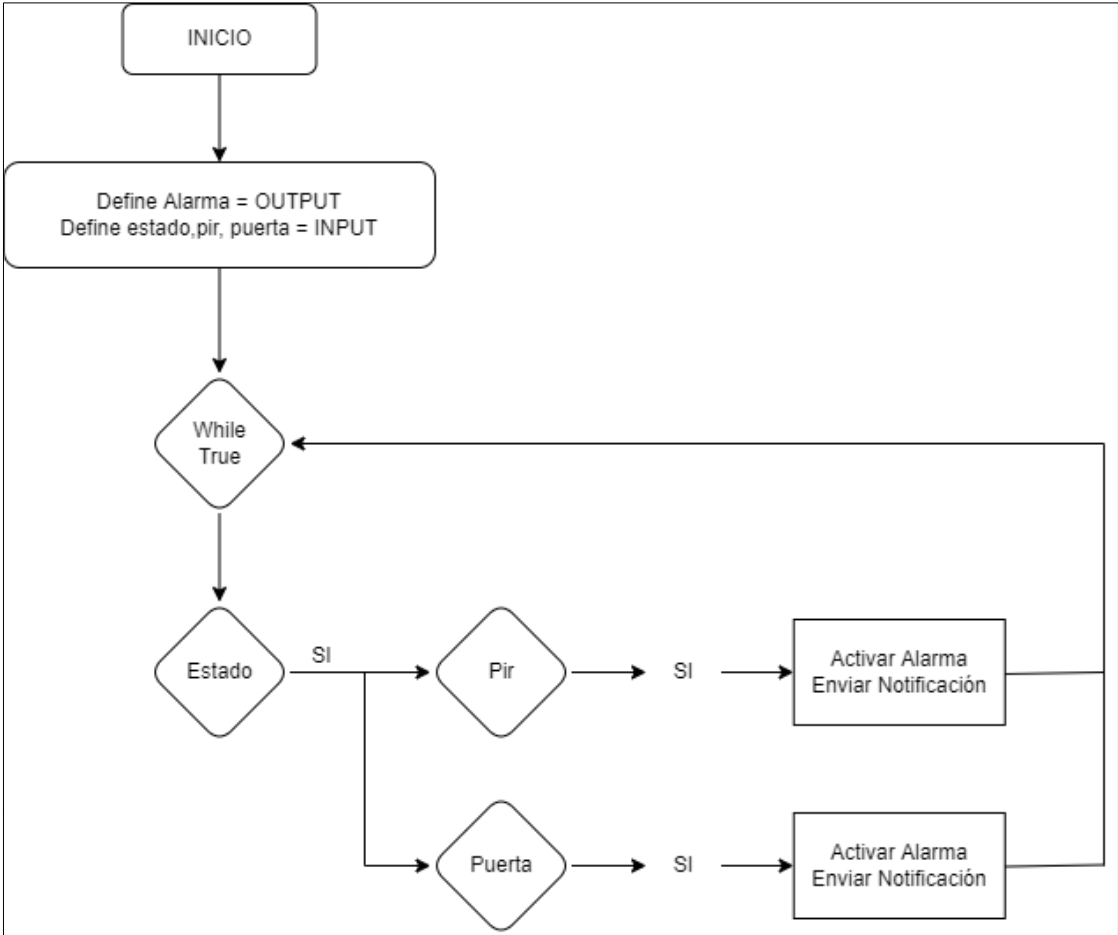 INICIO
Define Alarma = OUTPUT
Define estado,pir, puerta = INPUT
While
True
Estado
SI
Pir
SI
Activar Alarma
Enviar Notificación
Puerta
SI
Activar Alarma
Enviar Notificación